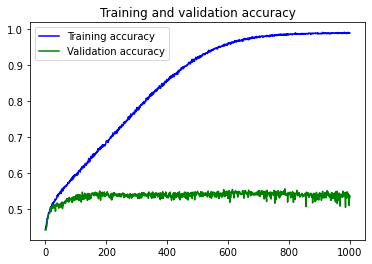 Training and validation accuracy
Training accuracy
Validation accuracy
1.0
0.9
0.8
0.7
0.6
0.5
0 200 400 600 800 1000